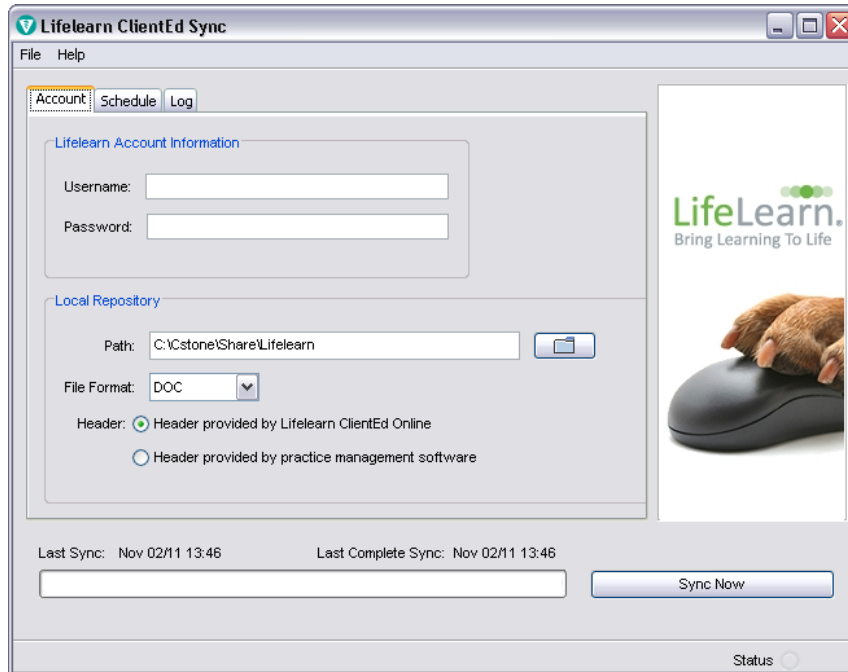 Lifelearn ClientEd Sync
File Help
Account Schedule Log
Lifelearn Account Information
Username:
Password:
Local Repository
Path: C:\Cstone\Share\Lifelearn
File Format: DOC
Header: Header provided by Lifelearn ClientEd Online
Header provided by practice management software
LifeLearn.
Bring Learning To Life
Last Sync: Nov 02/11 13:46 Last Complete Sync: Nov 02/11 13:46
Sync Now
Status